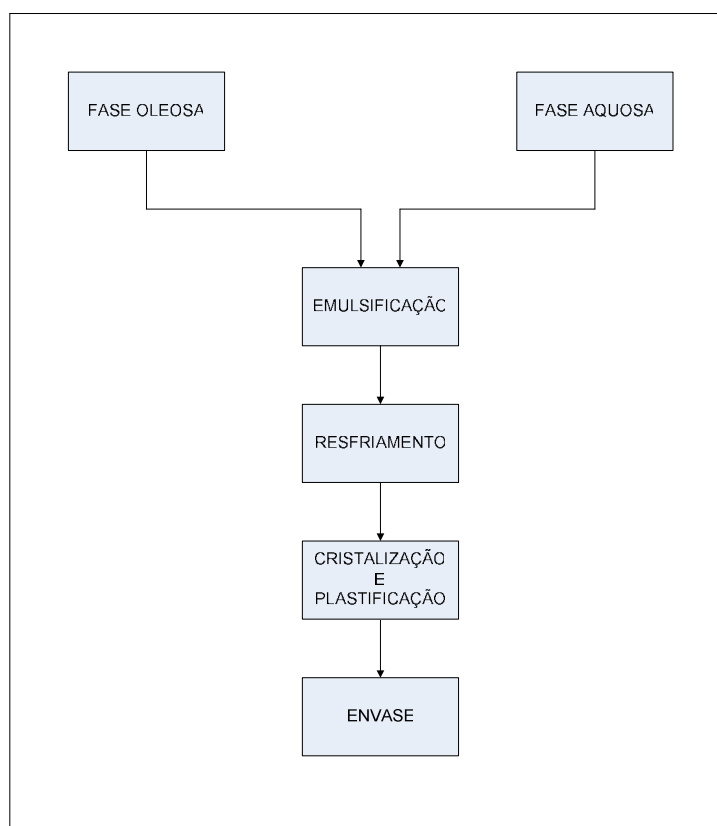 FASE OLEOSA
FASE AQUOSA
EMULSIFICAÇÃO
RESFRIAMENTO
CRISTALIZAÇÃO
E
PLASTIFICAÇÃO
ENVASE